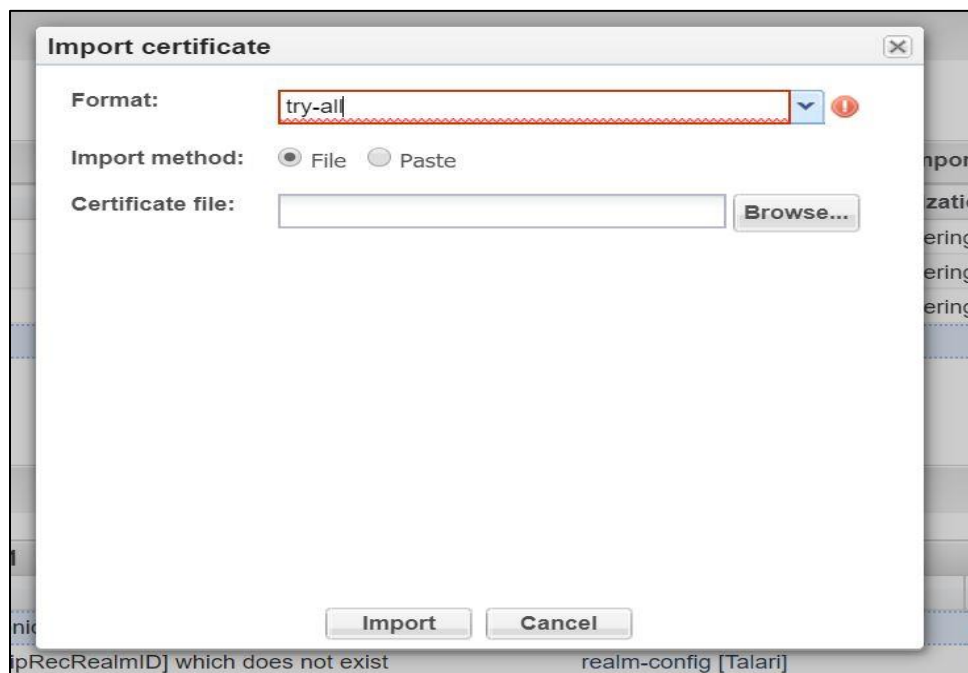 Import certificate
Format: try-all
Import method: File Paste
Certificate file: Browse...
Import Cancel
ipRecRealmID] which does not exist realm-config [Talari]